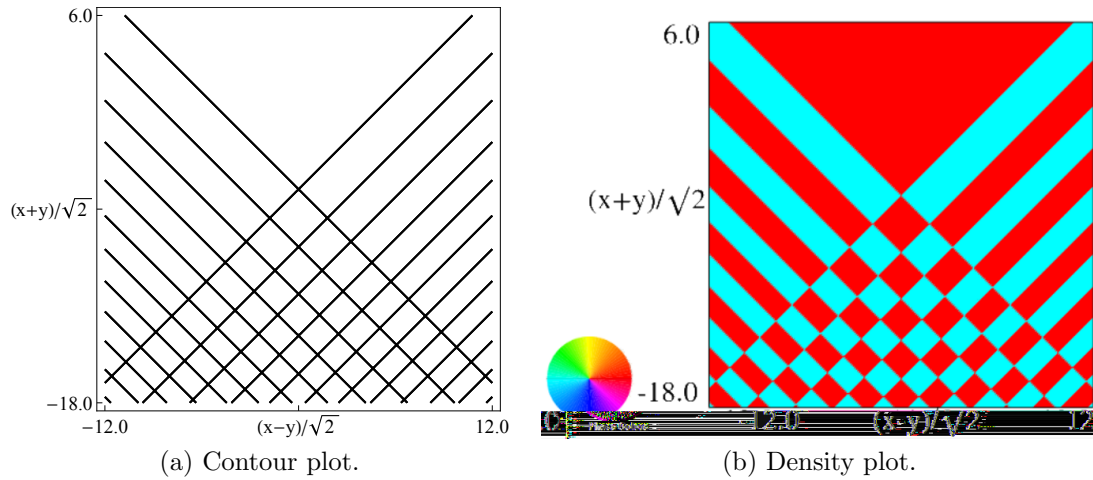 6.0
(x+y)/√2
−18.0
−12.0
(x−y)/√2
12.0
(a) Contour plot.
6.0
(x+y)/√2
-18.0
12.0
(x-y)/√2
12
(b) Density plot.